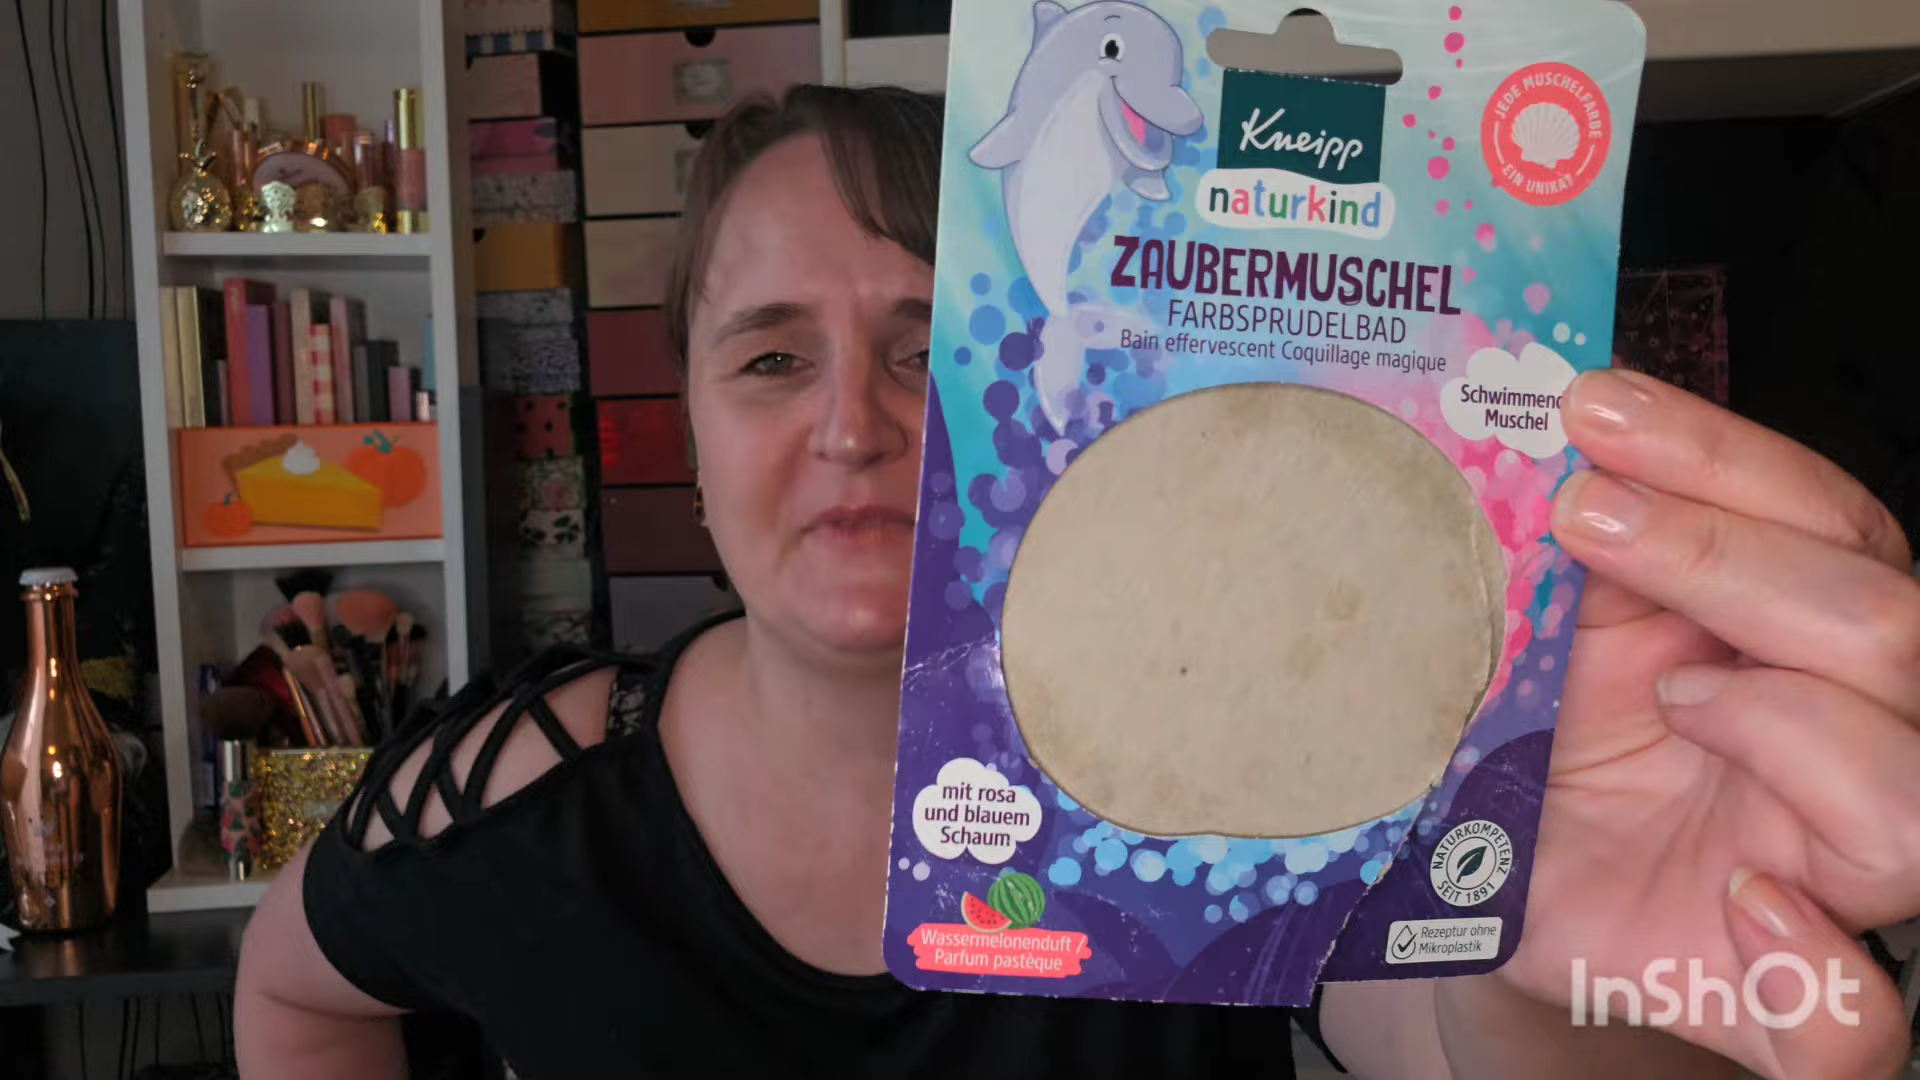 JEDE MUSCHELFARBE
EIN UNIKAT
Kneipp
naturkind
ZAUBERMUSCHEL
FARBSPRUDELBAD
Bain effervescent Coquillage magique
Schwimmend
Muschel
mit rosa
und blauem
Schaum
NATURKOMPETENZ
SEIT 1891
Wassermelonenduft /
Parfum pastèque
Rezeptur ohne
Mikroplastik
InShOt